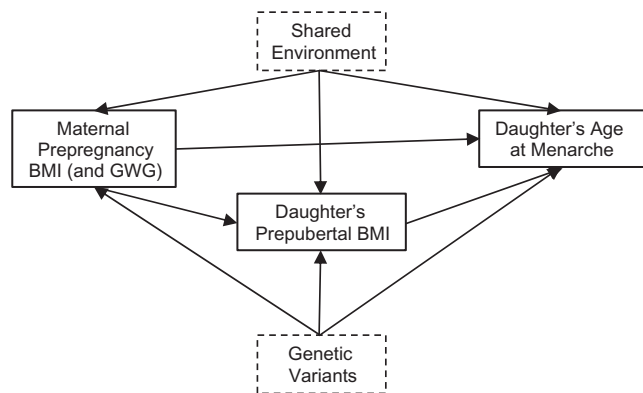 Shared
Environment
Maternal
Prepregnancy
BMI (and GWG)
Daughter's Age
at Menarche
Daughter's
Prepubertal BMI
Genetic
Variants